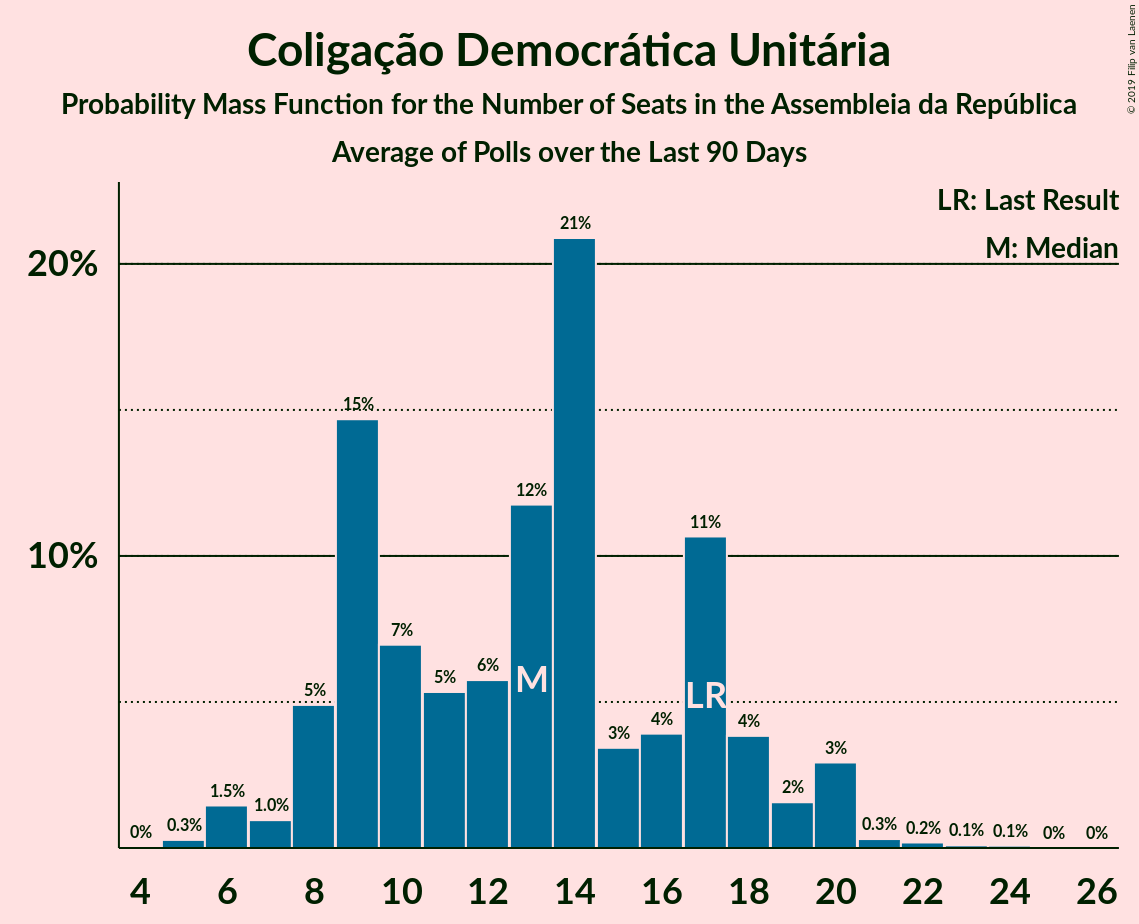 Coligação Democrática Unitária
Probability Mass Function for the Number of Seats in the Assembleia da República
Average of Polls over the Last 90 Days
© 2019 Filip van Laenen
LR: Last Result
M: Median
20%
10%
0%
0.3%
1.5%
1.0%
5%
15%
7%
5%
6%
12%
21%
3%
4%
11%
4%
2%
3%
0.3%
0.2%
0.1%
0.1%
0%
0%
M
LR
4 6 8 10 12 14 16 18 20 22 24 26